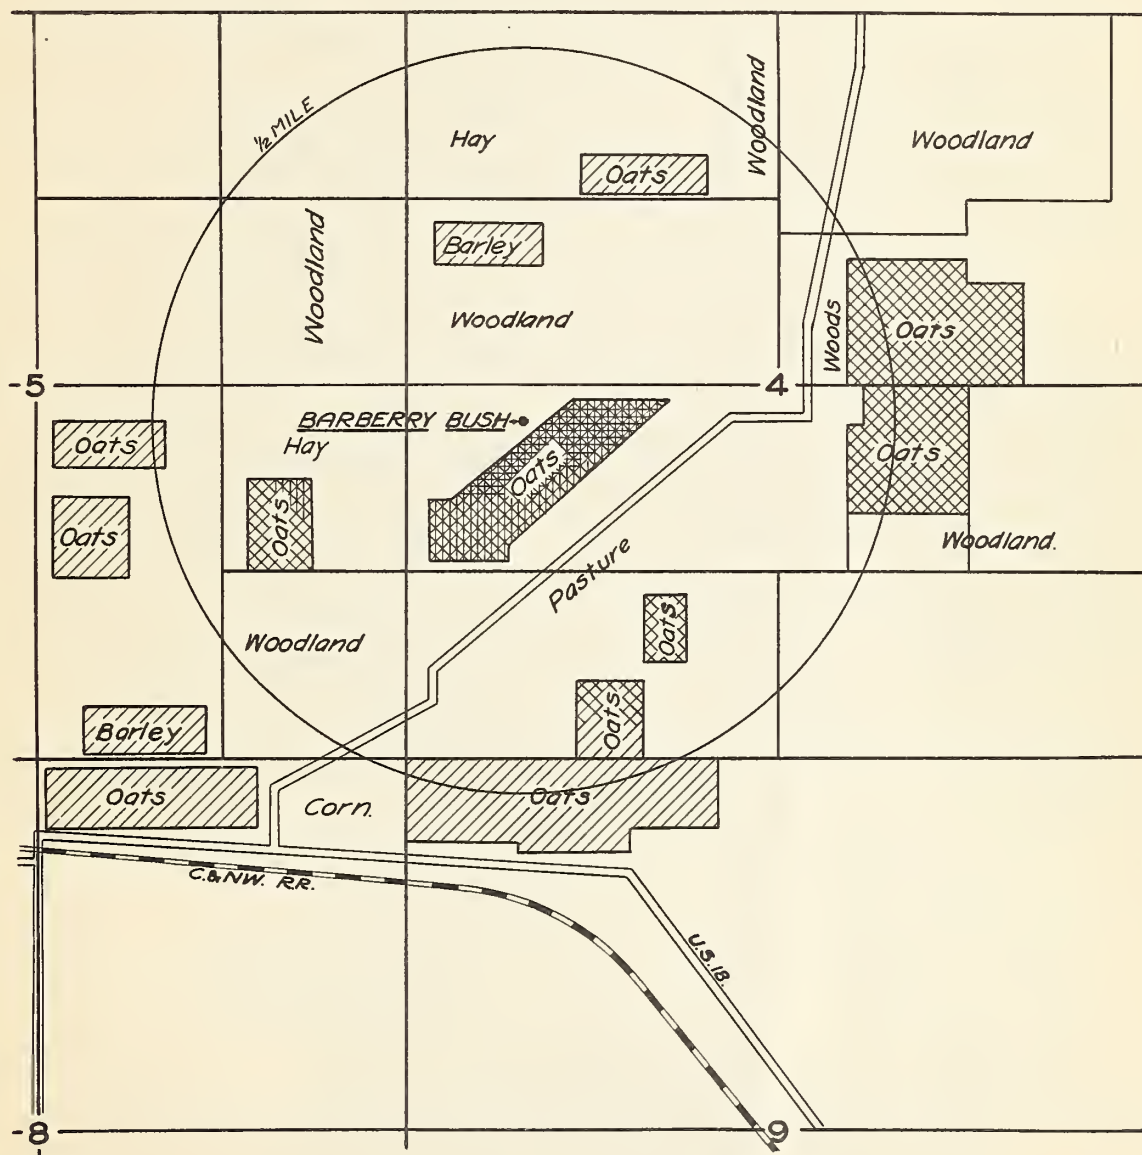 ½ MILE
Hay
Woodland
Woodland
Oats
Woodland
Barley
Woodland
Woods
Oats
-5
4
BARBERRY BUSH
Hay
Oats
Oats
Oats
Oats
Oats
Woodland.
Pasture
Oats
Woodland
Oats
Barley
Oats
Corn.
Oats
C.&NW. R.R.
U.S.18.
-8
9